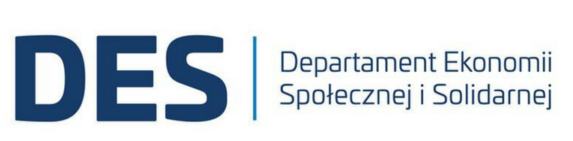 DES
Departament Ekonomii
Społecznej i Solidarnej